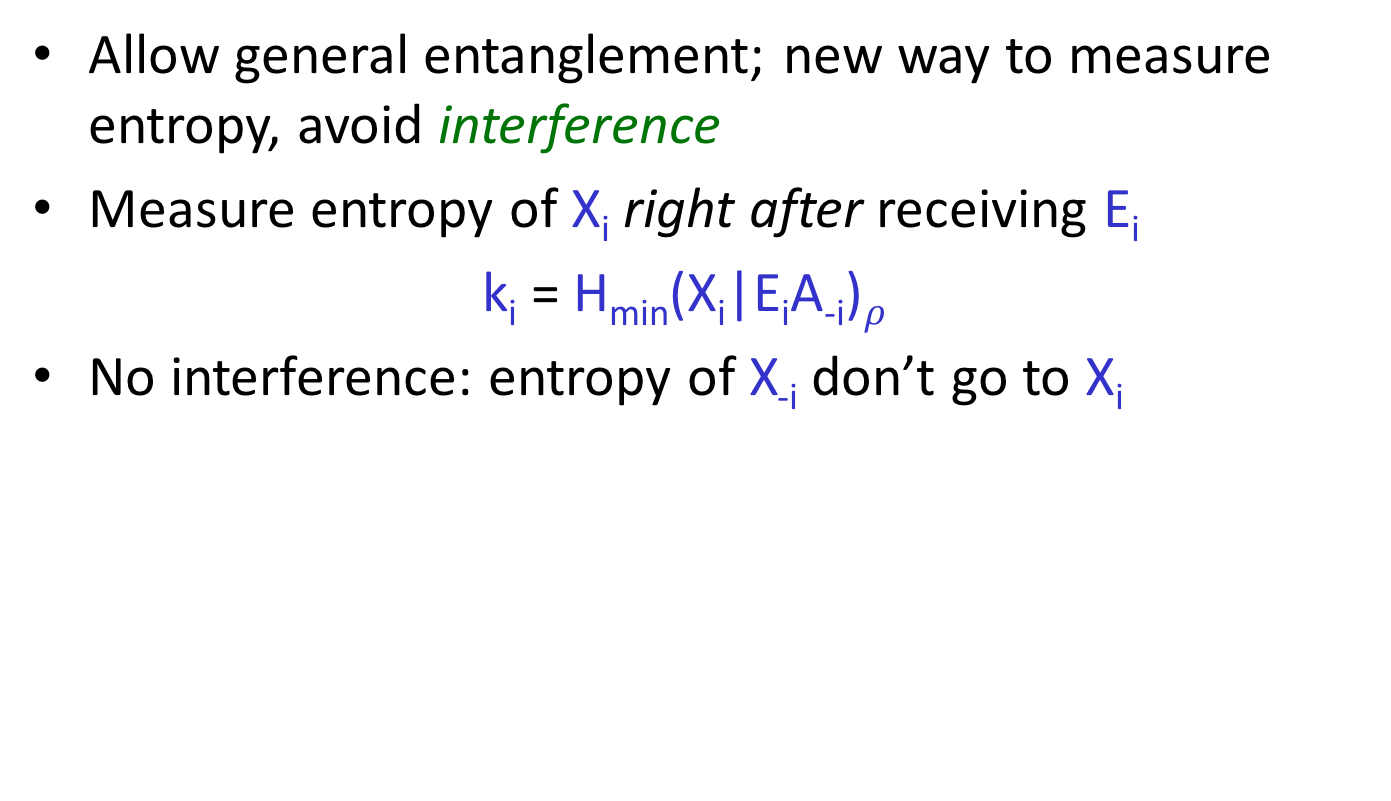 • Allow general entanglement; new way to measure
entropy, avoid interference
• Measure entropy of Xᵢ right after receiving Eᵢ
kᵢ = Hₘᵢₙ(Xᵢ|EᵢA₋ᵢ)ᵨ
• No interference: entropy of X₋ᵢ don’t go to Xᵢ